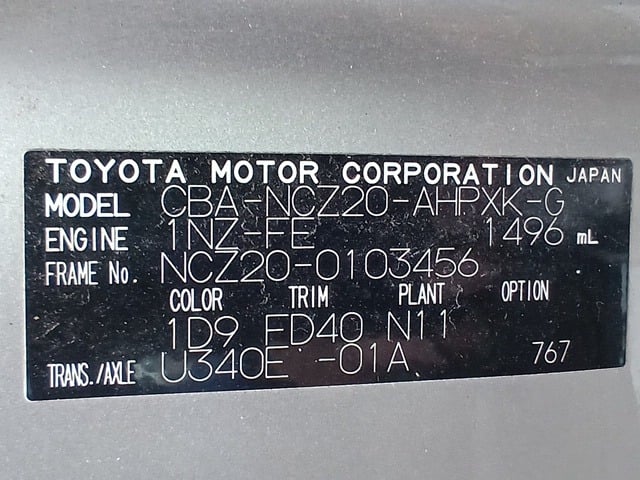 TOYOTA MOTOR CORPORATION JAPAN
MODEL CBA-NCZ20-AHPXK-G
ENGINE 1NZ-FE 1496 mL
FRAME No. NCZ20-0103456
COLOR TRIM PLANT OPTION
1D9 FD40 N11
TRANS./AXLE U340E -01A 767